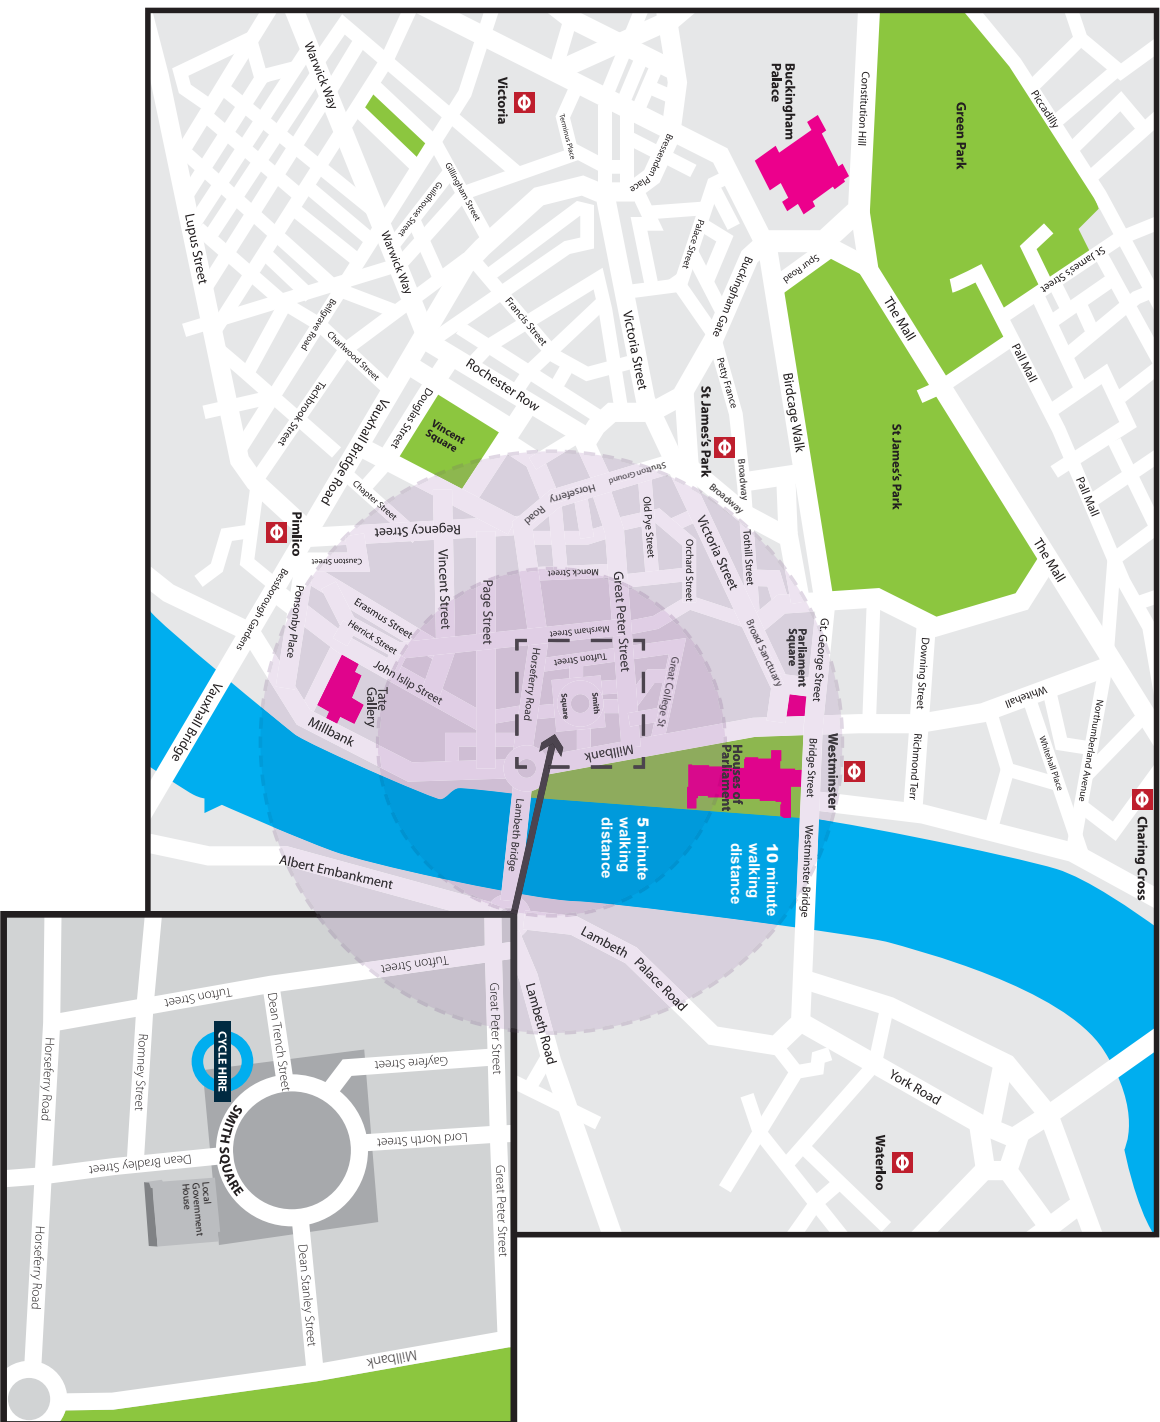 Warwick Way
Victoria
Terminus Place
Bressenden Place
Buckingham
Palace
Constitution Hill
Green Park
Piccadilly
Gillingham Street
Guildhouse Street
Warwick Way
Lupus Street
Palace Street
Buckingham Gate
Spur Road
St James's Street
The Mall
Pall Mall
Bellgrave Road
Charlwood Street
Francis Street
Victoria Street
Rochester Row
Petty France
Birdcage Walk
St James's Park
St James's Park
Pall Mall
The Mall
Tachbrook Street
Vauxhall Bridge Road
Douglas Street
Vincent
Square
Strutton Ground
Broadway
Broadway
Chapter Street
Horseferry
Road
Regency Street
Old Pye Street
Orchard Street
Victoria Street
Tothill Street
Pimlico
Causton Street
Vincent Street
Page Street
Monck Street
Great Peter Street
Bessborough Gardens
Ponsonby Place
Erasmus Street
Herrick Street
John Islip Street
Marsham Street
Tufton Street
Horseferry Road
Smith
Square
Great College St
Broad Sanctuary
Parliament
Square
Gt. George Street
Downing Street
Whitehall
Northumberland Avenue
Whitehall Place
Richmond Terr
Tate
Gallery
Millbank
Millbank
Vauxhall Bridge
Houses of
Parliament
Bridge Street
Westminster
Charing Cross
Lambeth Bridge
5 minute
walking
distance
10 minute
walking
distance
Westminster Bridge
Albert Embankment
Lambeth
Palace Road
Lambeth Road
York Road
Waterloo
Tufton Street
Tufton Street
Dean Trench Street
Great Peter Street
Horseferry Road
Romney Street
CYCLE HIRE
Gayfere Street
SMITH SQUARE
Lord North Street
Dean Bradley Street
Local
Government
House
Great Peter Street
Horseferry Road
Dean Stanley Street
Millbank